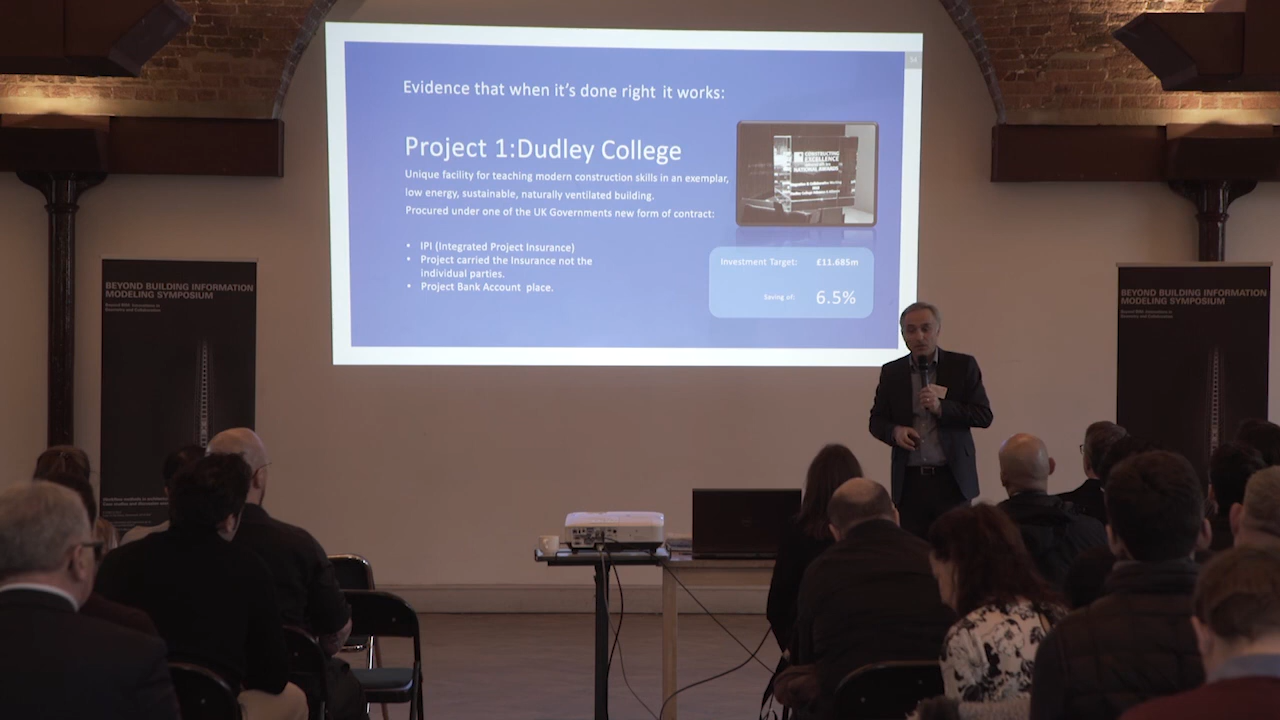 34
Evidence that when it's done right it works:
Project 1:Dudley College
Unique facility for teaching modern construction skills in an exemplar,
low energy, sustainable, naturally ventilated building.
Procured under one of the UK Governments new form of contract:
• IPI (Integrated Project Insurance)
• Project carried the Insurance not the
individual parties.
• Project Bank Account place.
CONSTRUCTING
EXCELLENCE
NATIONAL AWARDS
Investment Target: £11.685m
Saving of: 6.5%
BEYOND BUILDING INFORMATION
MODELING SYMPOSIUM
BEYOND BUILDING INFORMATION
MODELING SYMPOSIUM